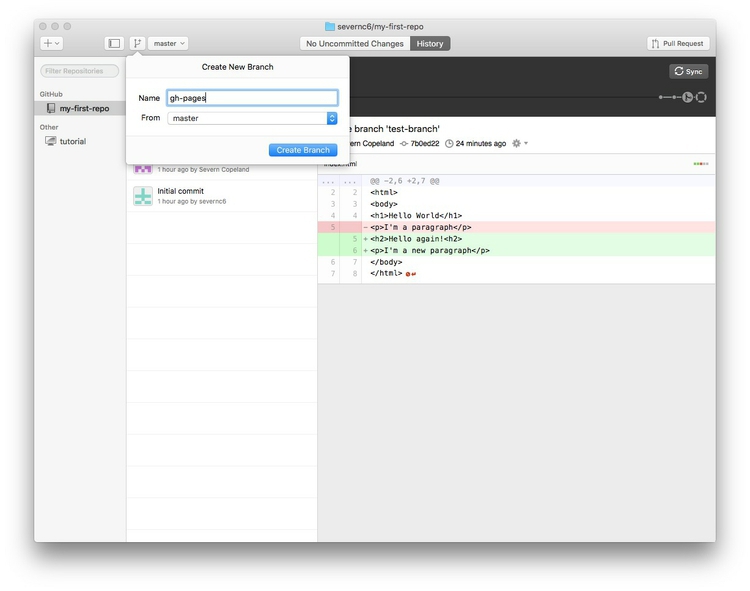 severnc6/my-first-repo
master
No Uncommitted Changes
History
Pull Request
Filter Repositories
GitHub
my-first-repo
Other
tutorial
Create New Branch
Name
gh-pages
From
master
Create Branch
1 hour ago by Severn Copeland
Initial commit
1 hour ago by severnc6
Sync
branch 'test-branch'
Copeland
7b0ed22
24 minutes ago
... ... @@ -2,6 +2,7 @@
2 2 <html>
3 3 <body>
4 4 <h1>Hello World</h1>
5 -<p>I'm a paragraph</p>
5 +<h2>Hello again!<h2>
6 +<p>I'm a new paragraph</p>
6 7 </body>
7 8 </html>